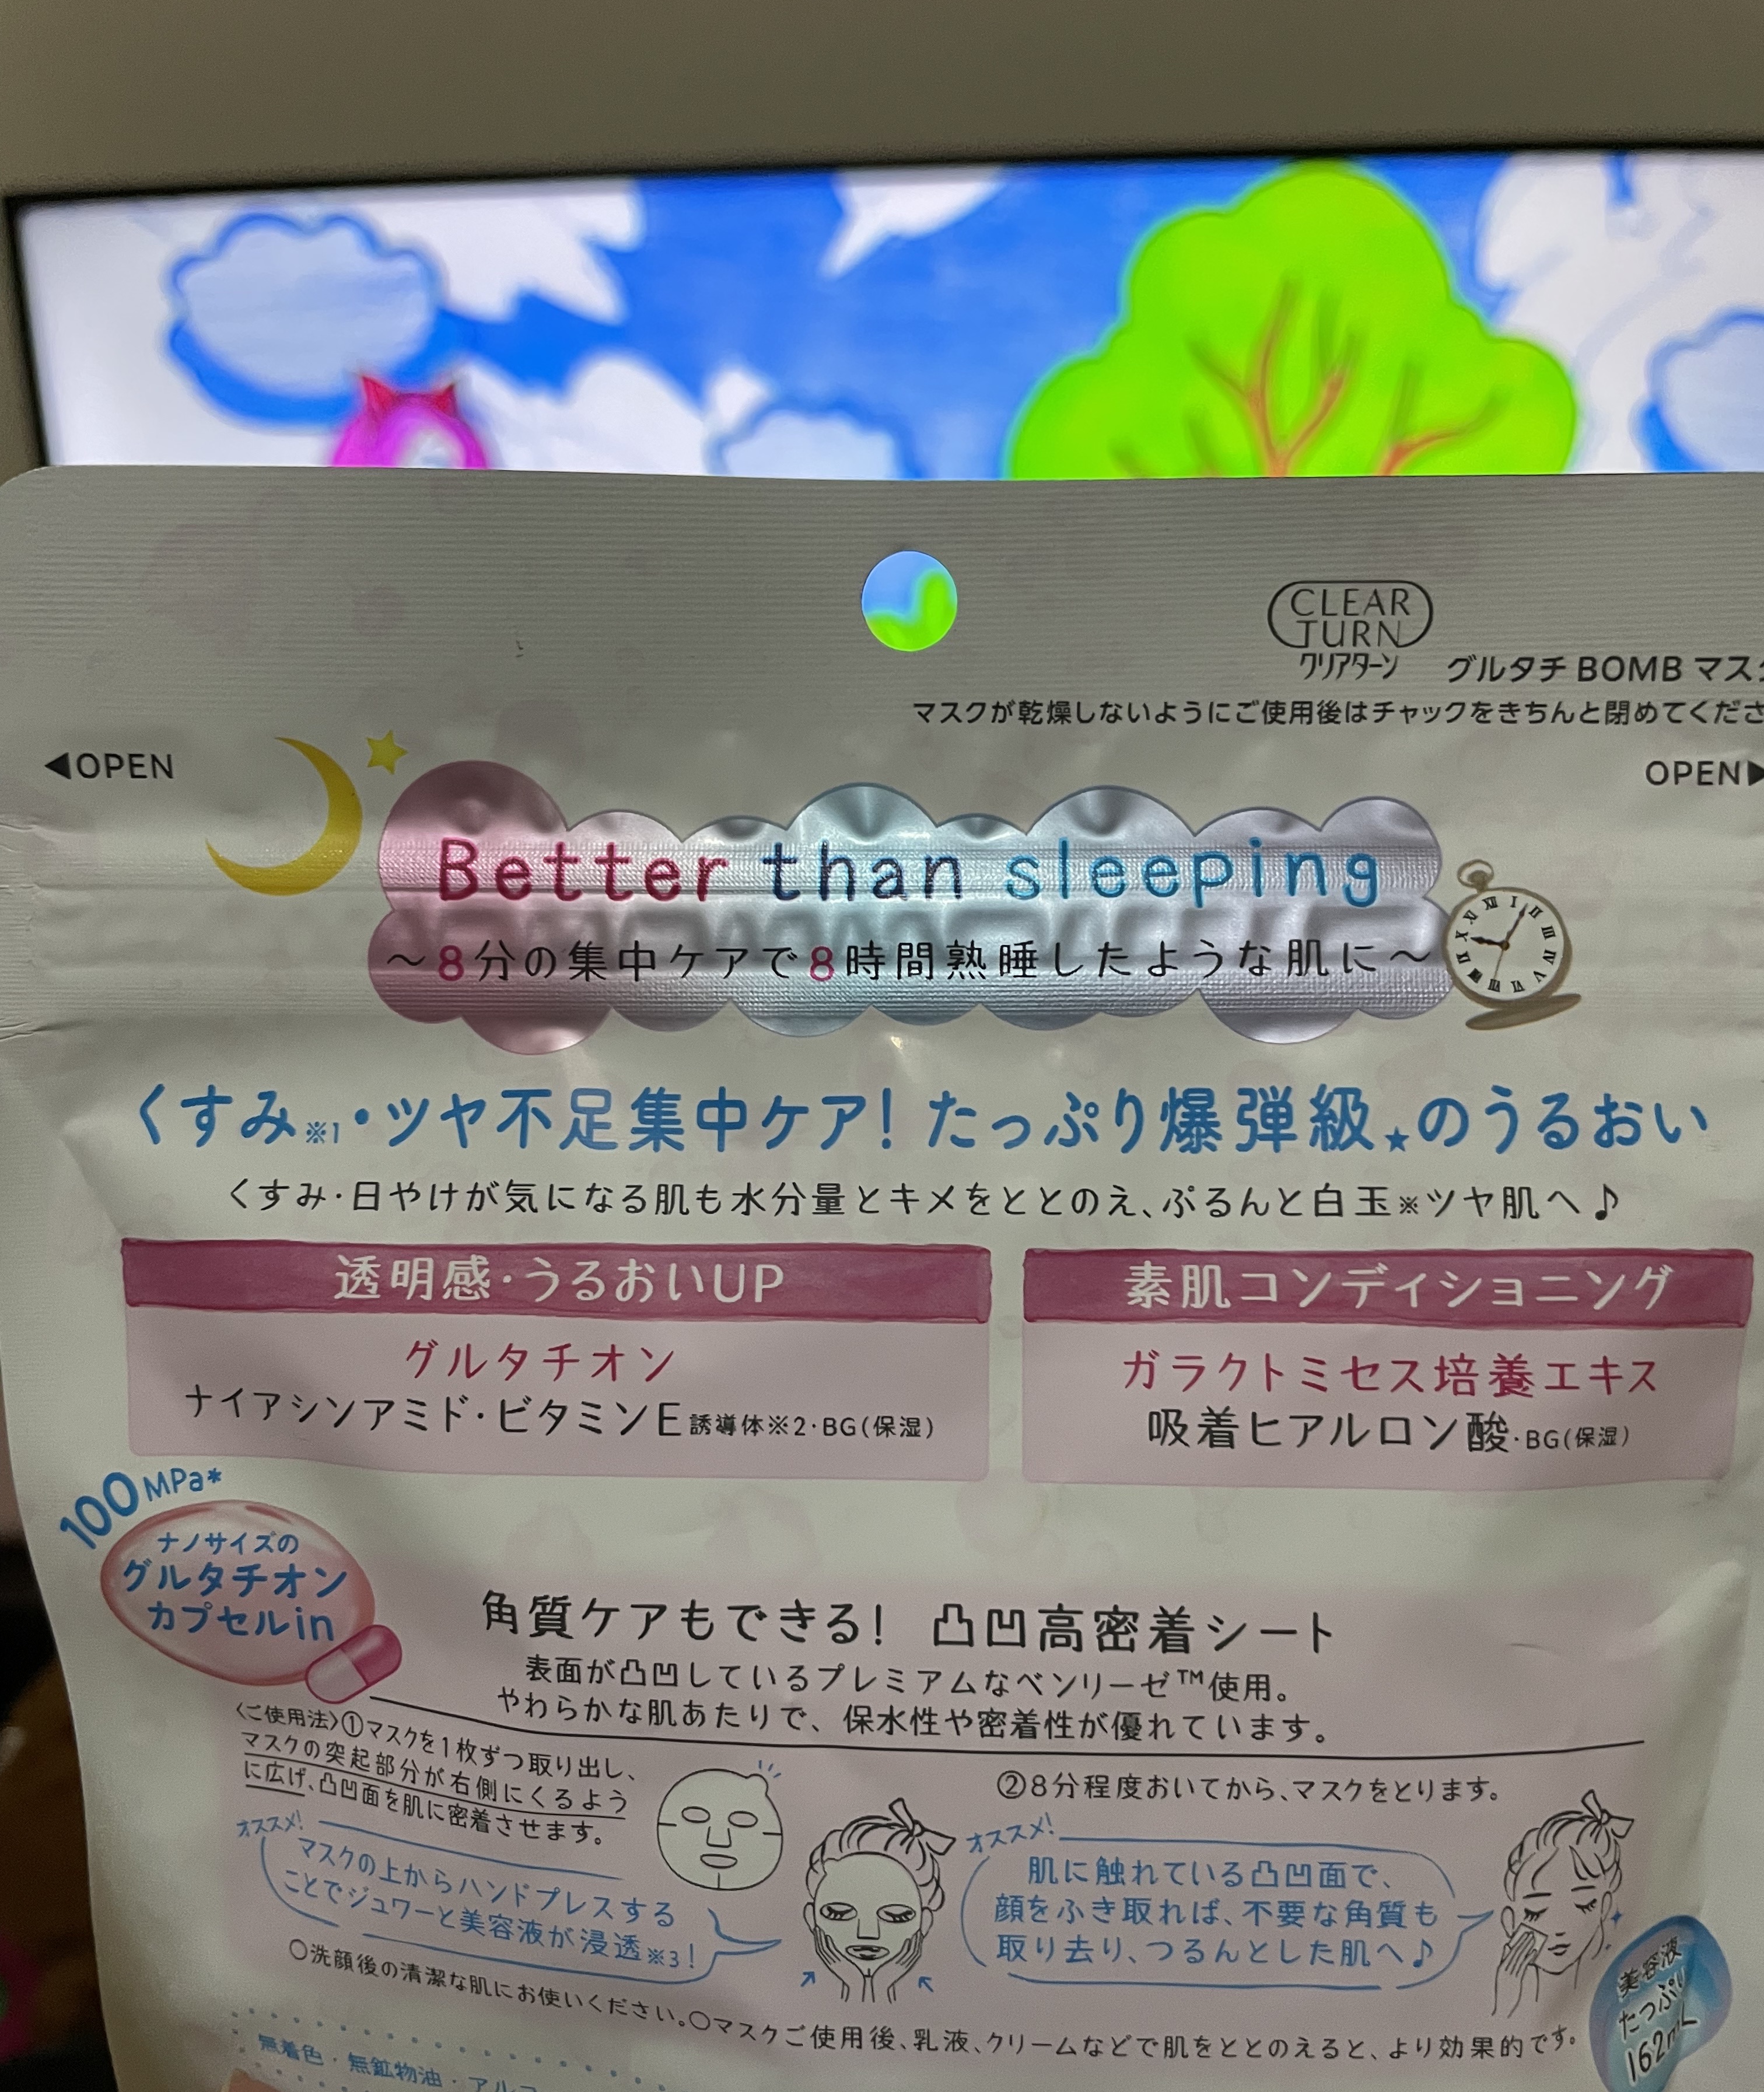 CLEAR
TURN
クリアターン
グルタチ BOMB マス
マスクが乾燥しないようにご使用後はチャックをきちんと閉めてくださ
◀OPEN
OPEN▶
Better than sleeping
～8分の集中ケアで8時間熟睡したような肌に～
くすみ※1・ツヤ不足集中ケア! たっぷり爆弾級★のうるおい
くすみ・日やけが気になる肌も水分量とキメをととのえ、ぷるんと白玉※ツヤ肌へ♪
透明感・うるおいUP
グルタチオン
ナイアシンアミド・ビタミンE誘導体※2・BG(保湿)
素肌コンディショニング
ガラクトミセス培養エキス
吸着ヒアルロン酸・BG(保湿)
100MPa*
ナノサイズの
グルタチオン
カプセルin
角質ケアもできる! 凸凹高密着シート
表面が凸凹しているプレミアムなベンリーゼ™使用。
やわらかな肌あたりで、保水性や密着性が優れています。
〈ご使用法〉①マスクを1枚ずつ取り出し、
マスクの突起部分が右側にくるよう
に広げ、凸凹面を肌に密着させます。
オススメ!
マスクの上からハンドプレスする
ことでジュワーと美容液が浸透※3!
②8分程度おいてから、マスクをとります。
オススメ!
肌に触れている凸凹面で、
顔をふき取れば、不要な角質も
取り去り、つるんとした肌へ♪
○洗顔後の清潔な肌にお使いください。○マスクご使用後、乳液、クリームなどで肌をととのえると、より効果的です。
美容液
たっぷり
162mL
無着色・無鉱物油・アルコ